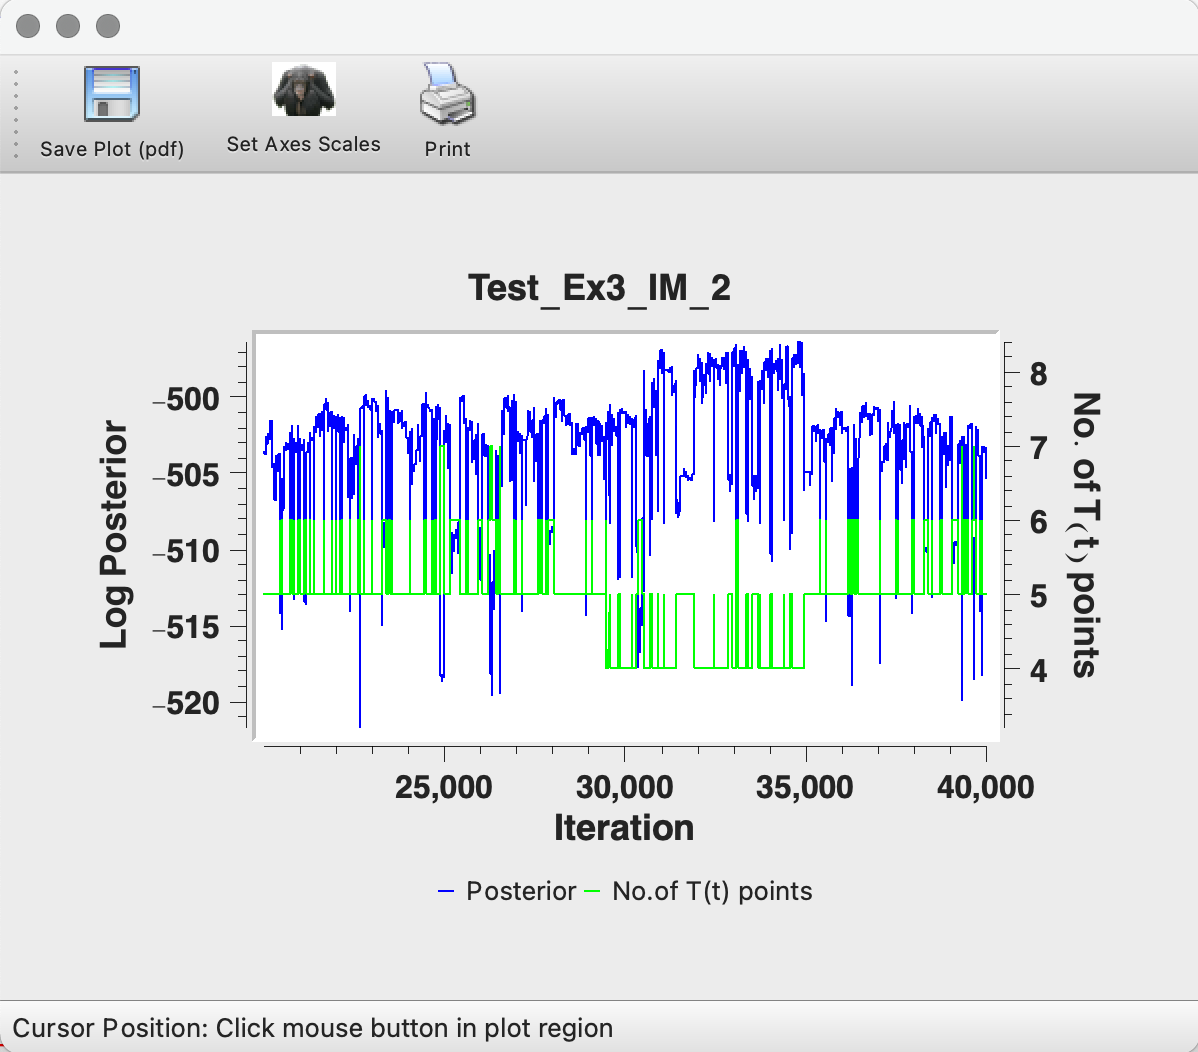 Save Plot (pdf)
Set Axes Scales
Print
Test_Ex3_IM_2
Log Posterior
−500
−505
−510
−515
−520
8
7
6
5
4
No. of T(t) points
25,000
30,000
35,000
40,000
Iteration
Posterior
No.of T(t) points
Cursor Position: Click mouse button in plot region